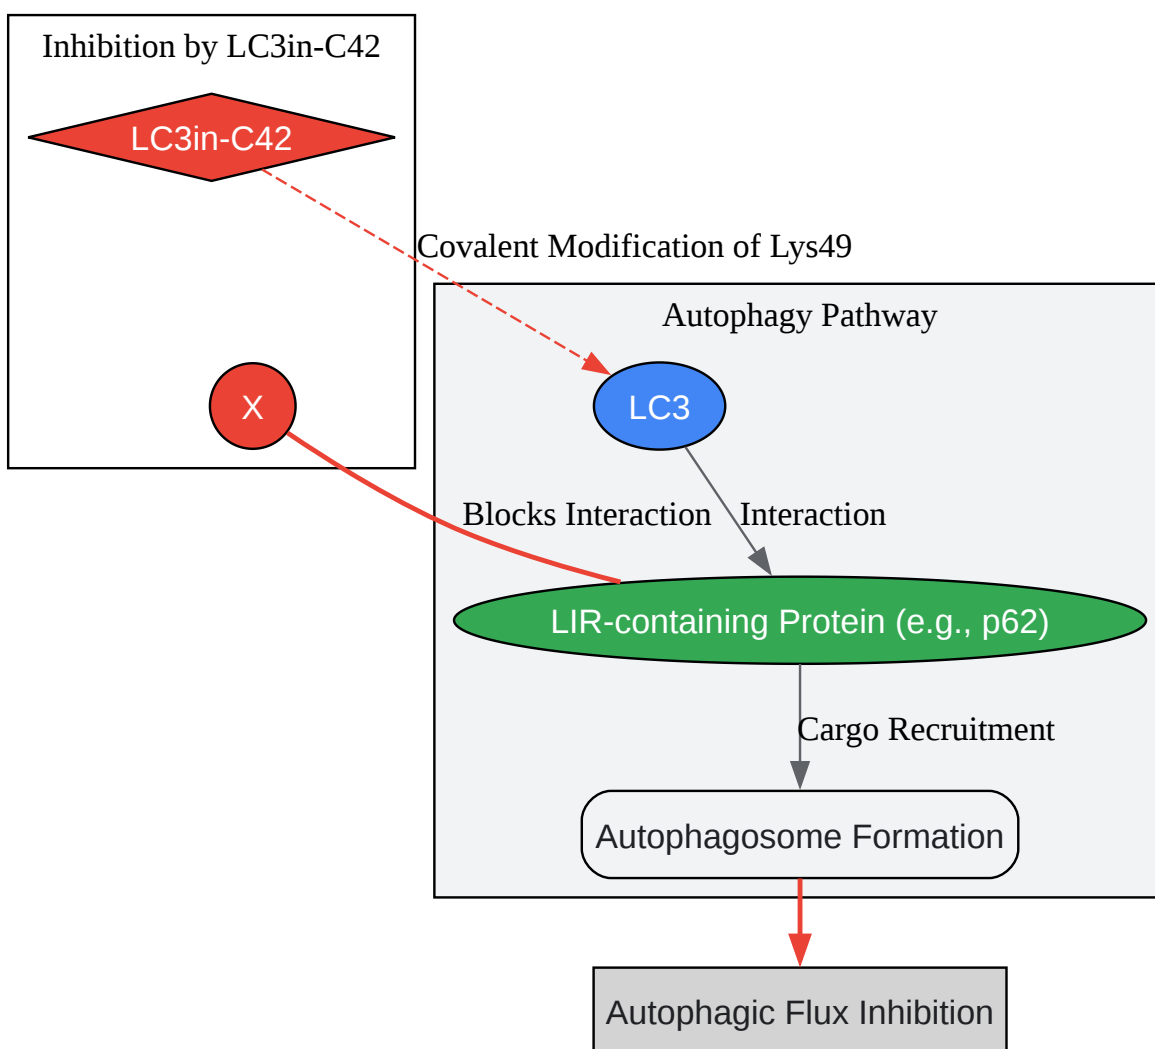 Inhibition by LC3in-C42
LC3in-C42
Covalent Modification of Lys49
Autophagy Pathway
X
LC3
Blocks Interaction
Interaction
LIR-containing Protein (e.g., p62)
Cargo Recruitment
Autophagosome Formation
Autophagic Flux Inhibition